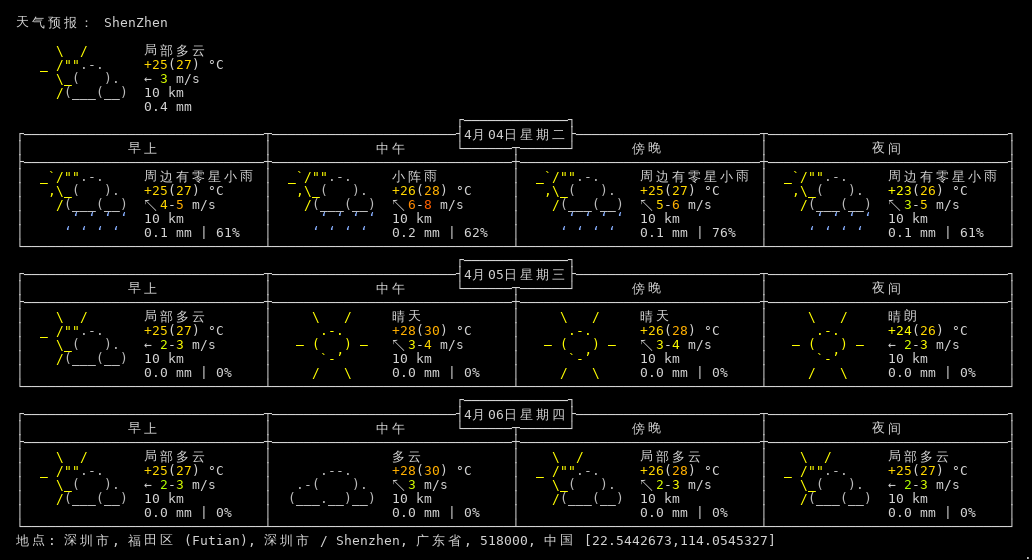 天气预报： ShenZhen
局部多云
+25(27) °C
← 3 m/s
10 km
0.4 mm
4月04日星期二
早上 中午 傍晚 夜间
周边有零星小雨 小阵雨 周边有零星小雨 周边有零星小雨
+25(27) °C +26(28) °C +25(27) °C +23(26) °C
↖ 4-5 m/s ↖ 6-8 m/s ↖ 5-6 m/s ↖ 3-5 m/s
10 km 10 km 10 km 10 km
0.1 mm | 61% 0.2 mm | 62% 0.1 mm | 76% 0.1 mm | 61%
4月05日星期三
早上 中午 傍晚 夜间
局部多云 晴天 晴天 晴朗
+25(27) °C +28(30) °C +26(28) °C +24(26) °C
← 2-3 m/s ↖ 3-4 m/s ↖ 3-4 m/s ← 2-3 m/s
10 km 10 km 10 km 10 km
0.0 mm | 0% 0.0 mm | 0% 0.0 mm | 0% 0.0 mm | 0%
4月06日星期四
早上 中午 傍晚 夜间
局部多云 多云 局部多云 局部多云
+25(27) °C +28(30) °C +26(28) °C +25(27) °C
← 2-3 m/s ↖ 3 m/s ↖ 2-3 m/s ← 2-3 m/s
10 km 10 km 10 km 10 km
0.0 mm | 0% 0.0 mm | 0% 0.0 mm | 0% 0.0 mm | 0%
地点: 深圳市, 福田区 (Futian), 深圳市 / Shenzhen, 广东省, 518000, 中国 [22.5442673,114.0545327]